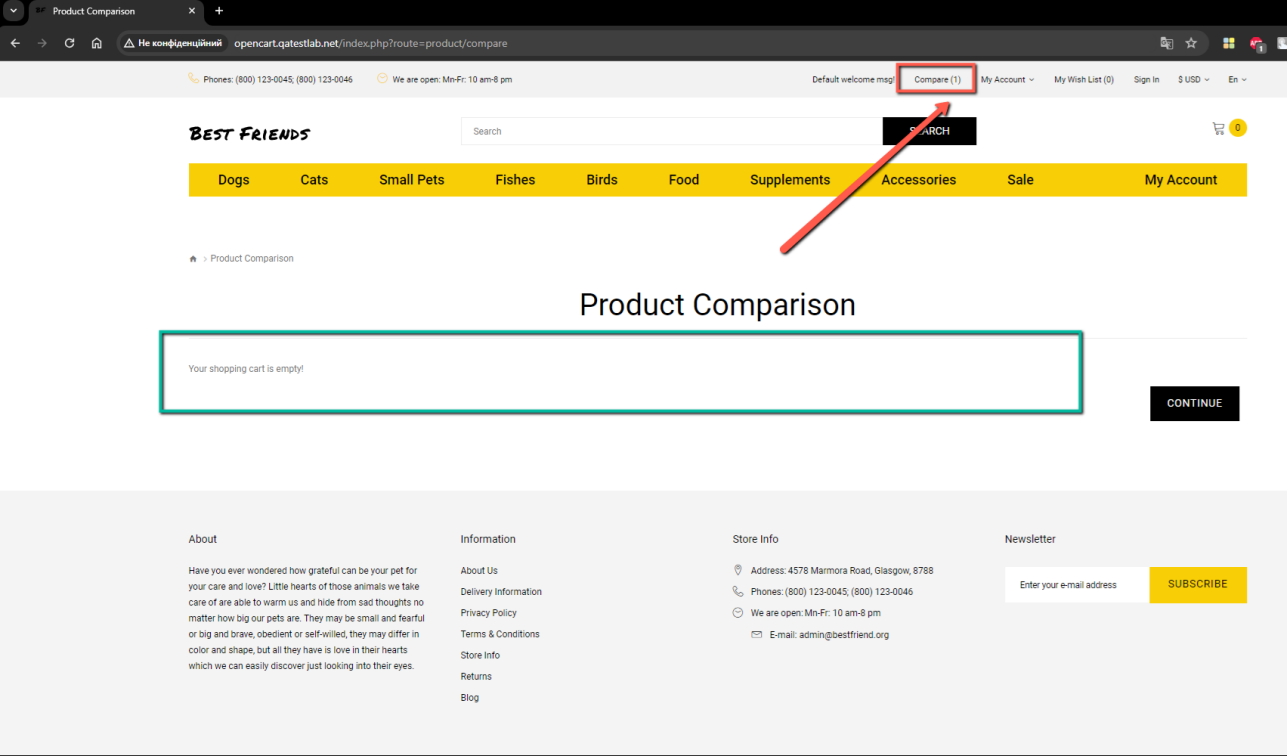 Product Comparison
Не конфіденційний opencart.qatestlab.net/index.php?route=product/compare
Phones: (800) 123-0045; (800) 123-0046 We are open: Mn-Fr: 10 am-8 pm Default welcome msg! Compare (1) My Account My Wish List (0) Sign In $ USD En
BEST FRIENDS Search SEARCH 0
Dogs Cats Small Pets Fishes Birds Food Supplements Accessories Sale My Account
Product Comparison
Product Comparison
Your shopping cart is empty!
CONTINUE
About
Have you ever wondered how grateful can be your pet for
your care and love? Little hearts of those animals we take
care of are able to warm us and hide from sad thoughts no
matter how big our pets are. They may be small and fearful
or big and brave, obedient or self-willed, they may differ in
color and shape, but all they have is love in their hearts
which we can easily discover just looking into their eyes.
Information
About Us
Delivery Information
Privacy Policy
Terms & Conditions
Store Info
Returns
Blog
Store Info
Address: 4578 Marmora Road, Glasgow, 8788
Phones: (800) 123-0045; (800) 123-0046
We are open: Mn-Fr: 10 am-8 pm
E-mail: admin@bestfriend.org
Newsletter
Enter your e-mail address SUBSCRIBE